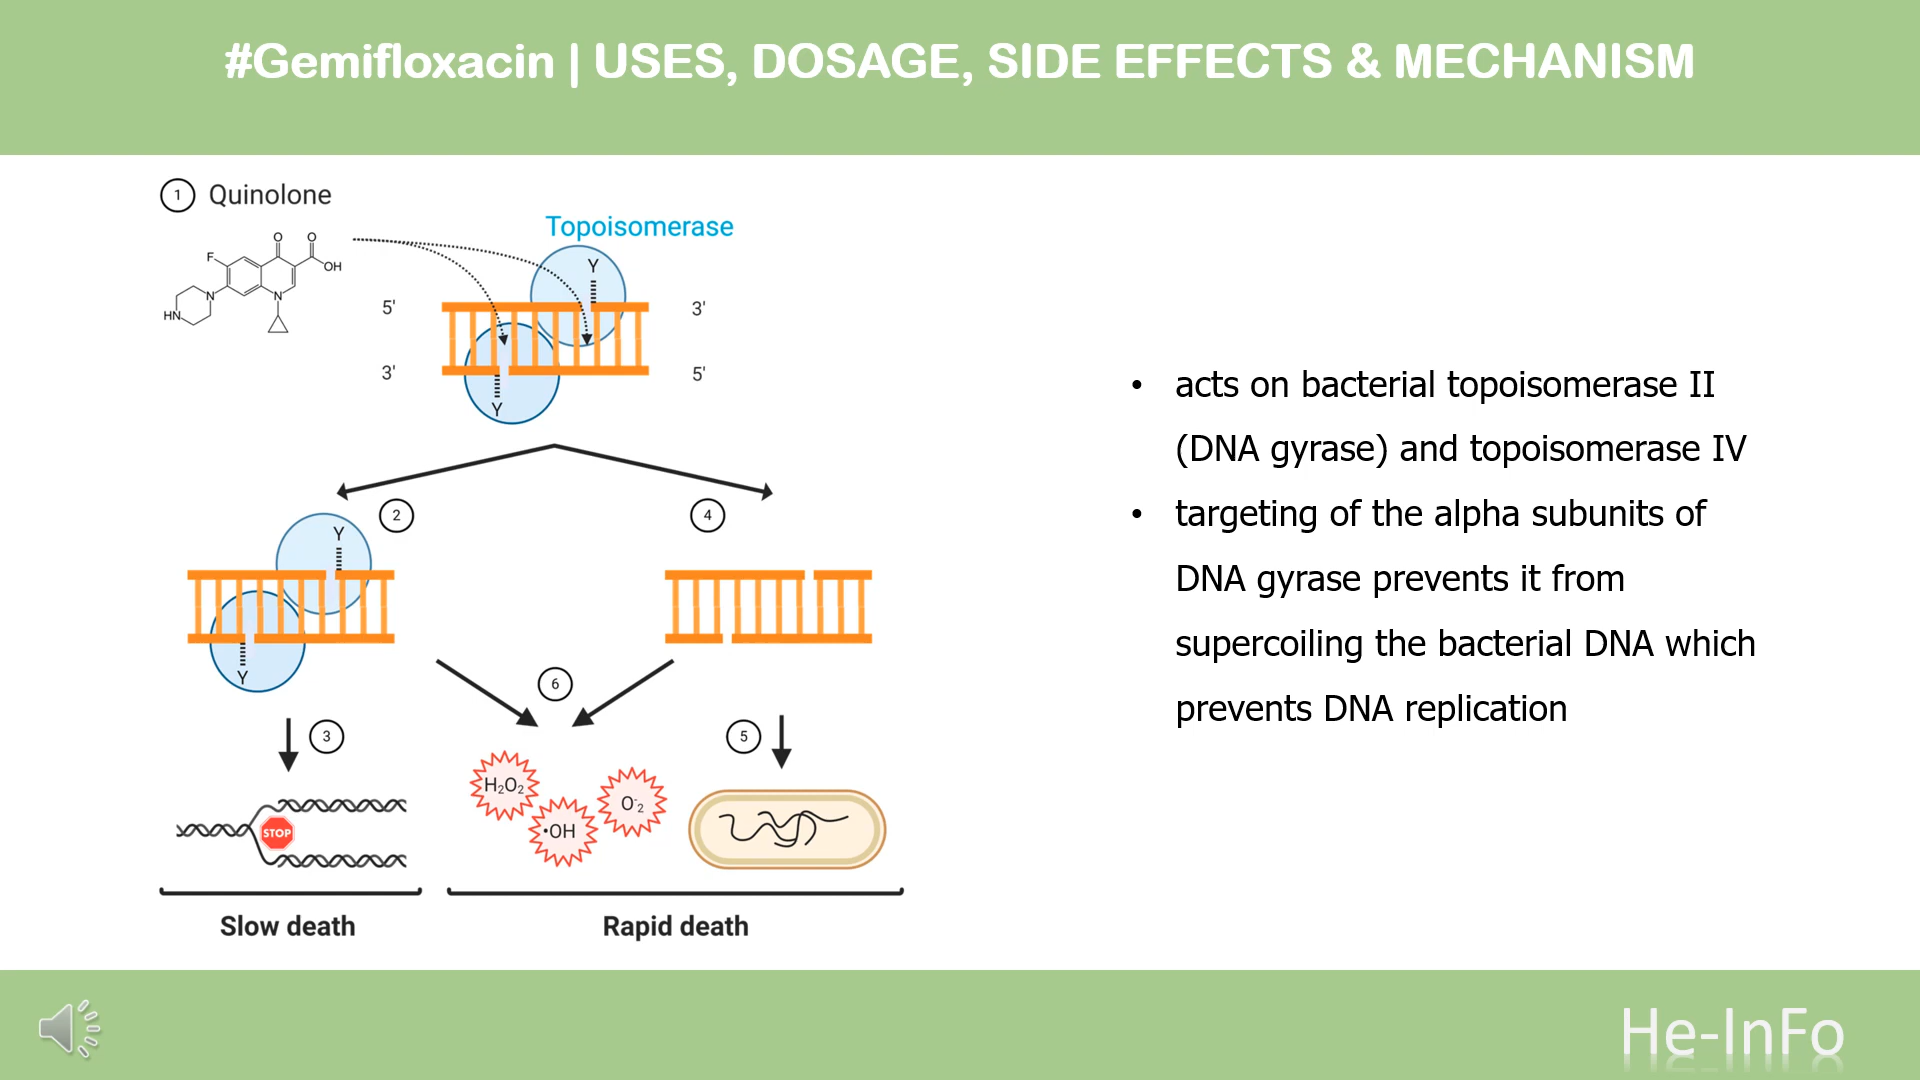 #Gemifloxacin | USES, DOSAGE, SIDE EFFECTS & MECHANISM
1 Quinolone
Topoisomerase
F
O
O
OH
N
N
HN
Y
5'
3'
3'
5'
Y
2
4
Y
Y
6
3
5
H₂O₂
•OH
O⁻₂
STOP
Slow death
Rapid death
• acts on bacterial topoisomerase II
(DNA gyrase) and topoisomerase IV
• targeting of the alpha subunits of
DNA gyrase prevents it from
supercoiling the bacterial DNA which
prevents DNA replication
He-InFo